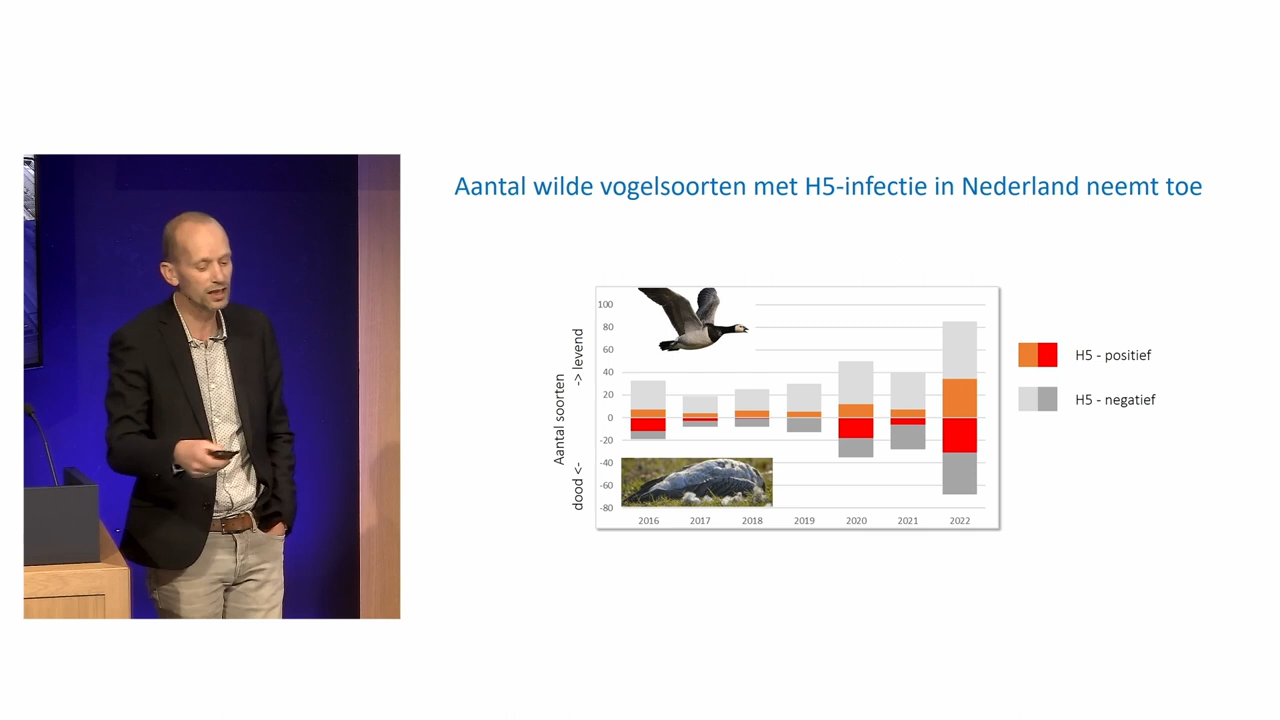 Aantal wilde vogelsoorten met H5-infectie in Nederland neemt toe
Aantal soorten
dood <- -> levend
100
80
60
40
20
0
-20
-40
-60
-80
2016 2017 2018 2019 2020 2021 2022
H5 - positief
H5 - negatief